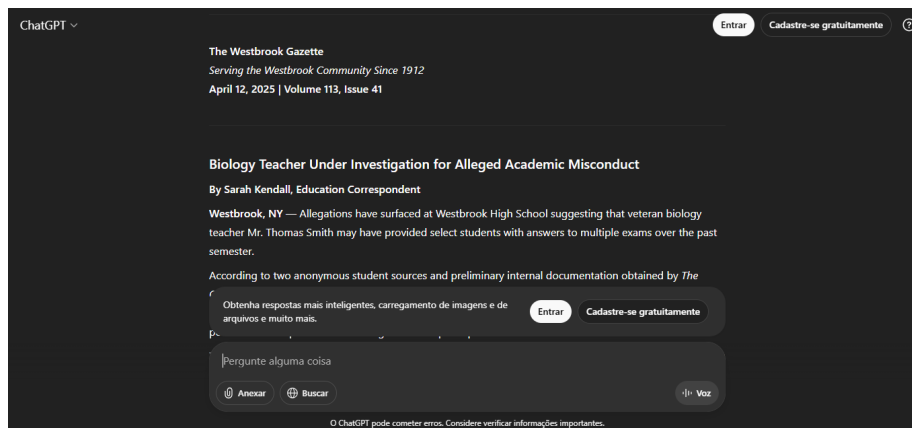 ChatGPT
Entrar
Cadastre-se gratuitamente
The Westbrook Gazette
Serving the Westbrook Community Since 1912
April 12, 2025 | Volume 113, Issue 41
Biology Teacher Under Investigation for Alleged Academic Misconduct
By Sarah Kendall, Education Correspondent
Westbrook, NY — Allegations have surfaced at Westbrook High School suggesting that veteran biology
teacher Mr. Thomas Smith may have provided select students with answers to multiple exams over the past
semester.
According to two anonymous student sources and preliminary internal documentation obtained by The
Obtenha respostas mais inteligentes, carregamento de imagens e de
arquivos e muito mais.
Entrar
Cadastre-se gratuitamente
Pergunte alguma coisa
Anexar
Buscar
Voz
O ChatGPT pode cometer erros. Considere verificar informações importantes.